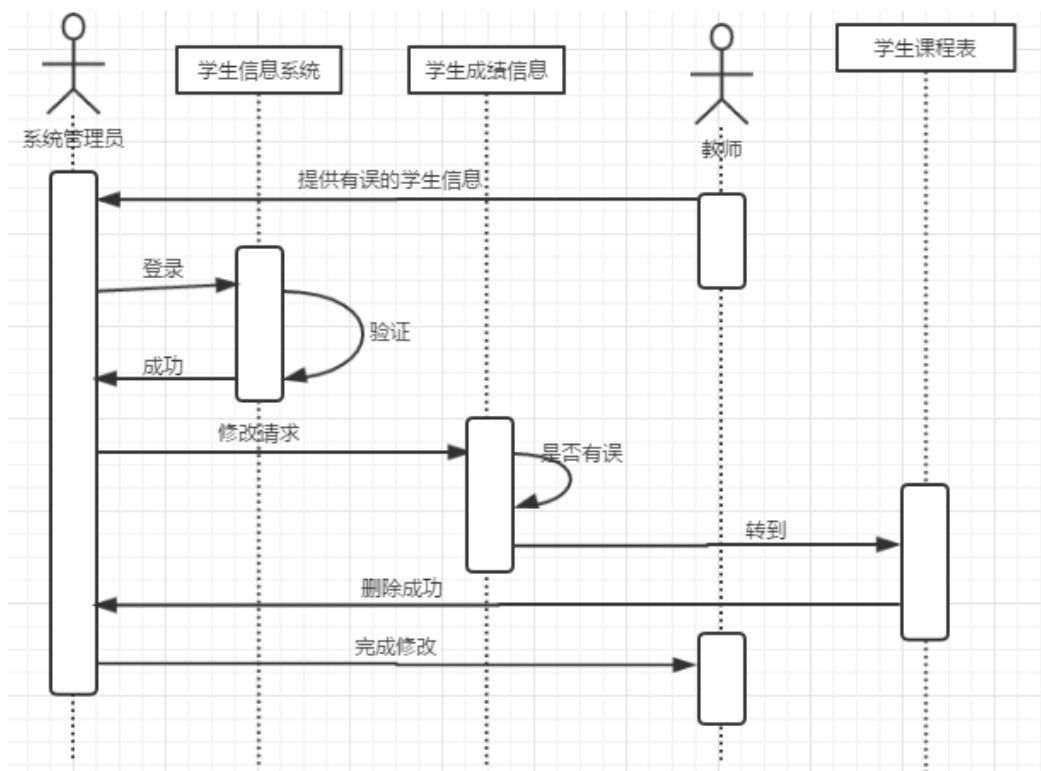 学生信息系统
学生成绩信息
学生课程表
系统管理员
教师
提供有误的学生信息
登录
验证
成功
修改请求
是否有误
转到
删除成功
完成修改